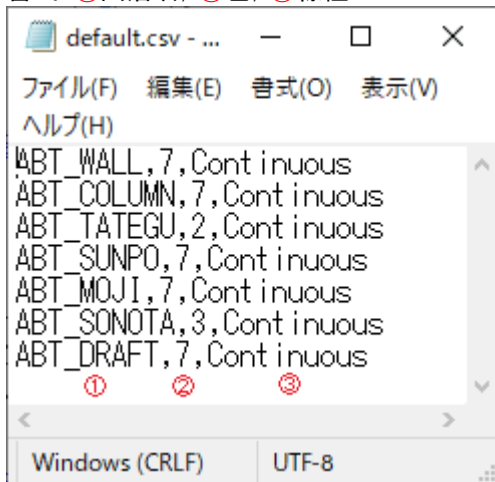 default.csv - ...
ファイル(F) 編集(E) 書式(O) 表示(V)
ヘルプ(H)
ABT_WALL,7,Continuous
ABT_COLUMN,7,Continuous
ABT_TATEGU,2,Continuous
ABT_SUNPO,7,Continuous
ABT_MOJI,7,Continuous
ABT_SONOTA,3,Continuous
ABT_DRAFT,7,Continuous
① ② ③
Windows (CRLF) UTF-8